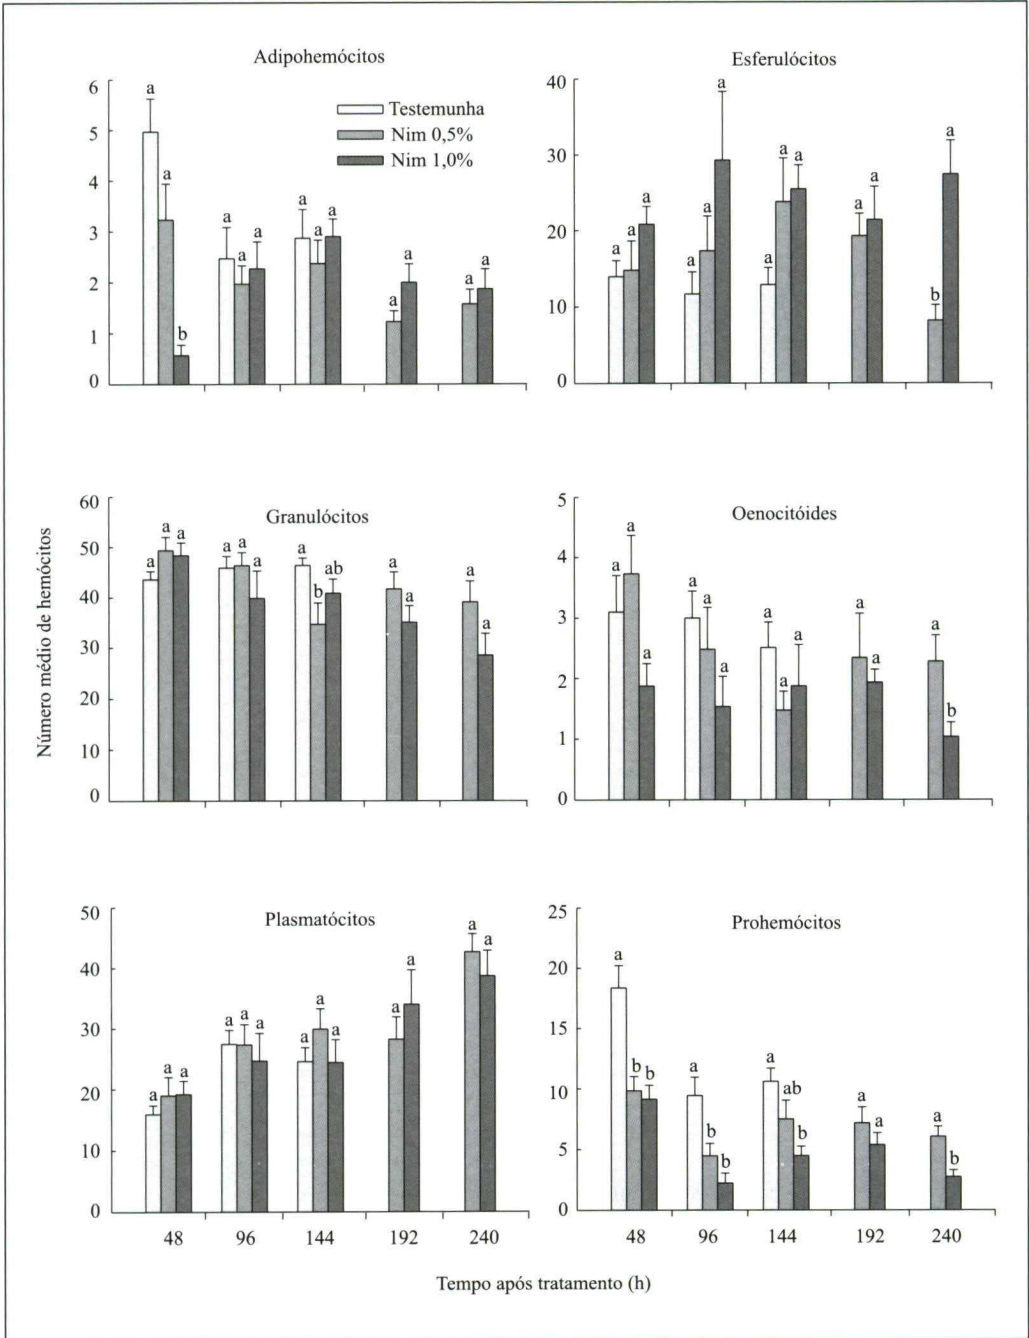 Adipohemócitos
6
5
4
3
2
1
0
a
a
b
a
a
a
a
a
a
a
a
a
a
Testemunha
Nim 0,5%
Nim 1,0%
Esferulócitos
40
30
20
10
0
a
a
a
a
a
a
a
a
a
a
a
b
a
Número médio de hemócitos
Granulócitos
60
50
40
30
20
10
0
a
a
a
a
a
a
a
b
ab
a
a
a
a
Oenocitóides
5
4
3
2
1
0
a
a
a
a
a
a
a
a
a
a
a
a
b
Plasmatócitos
50
40
30
20
10
0
a
a
a
a
a
a
a
a
a
a
a
a
a
48 96 144 192 240
Prohemócitos
25
20
15
10
5
0
a
b
b
a
b
b
a
ab
b
a
a
a
b
48 96 144 192 240
Tempo após tratamento (h)